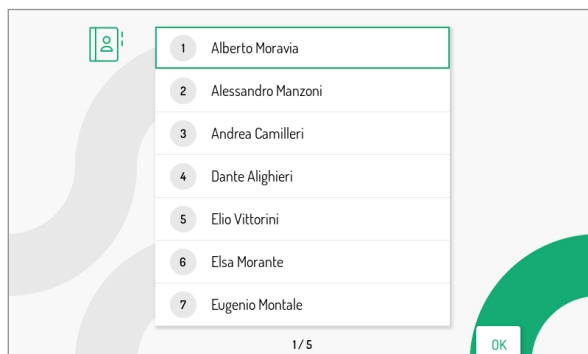 1 Alberto Moravia
2 Alessandro Manzoni
3 Andrea Camilleri
4 Dante Alighieri
5 Elio Vittorini
6 Elsa Morante
7 Eugenio Montale
1 / 5
OK